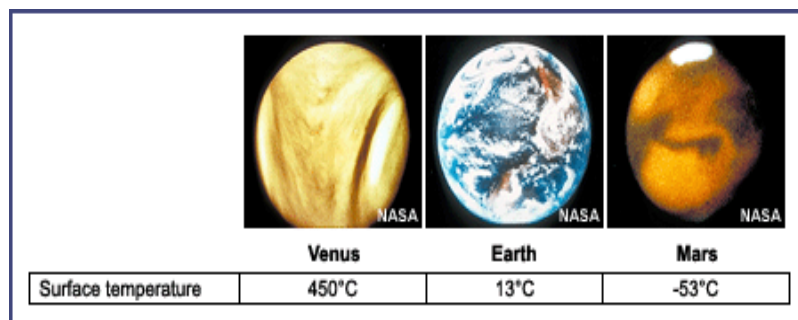 NASA NASA NASA
Venus Earth Mars
Surface temperature 450°C 13°C -53°C